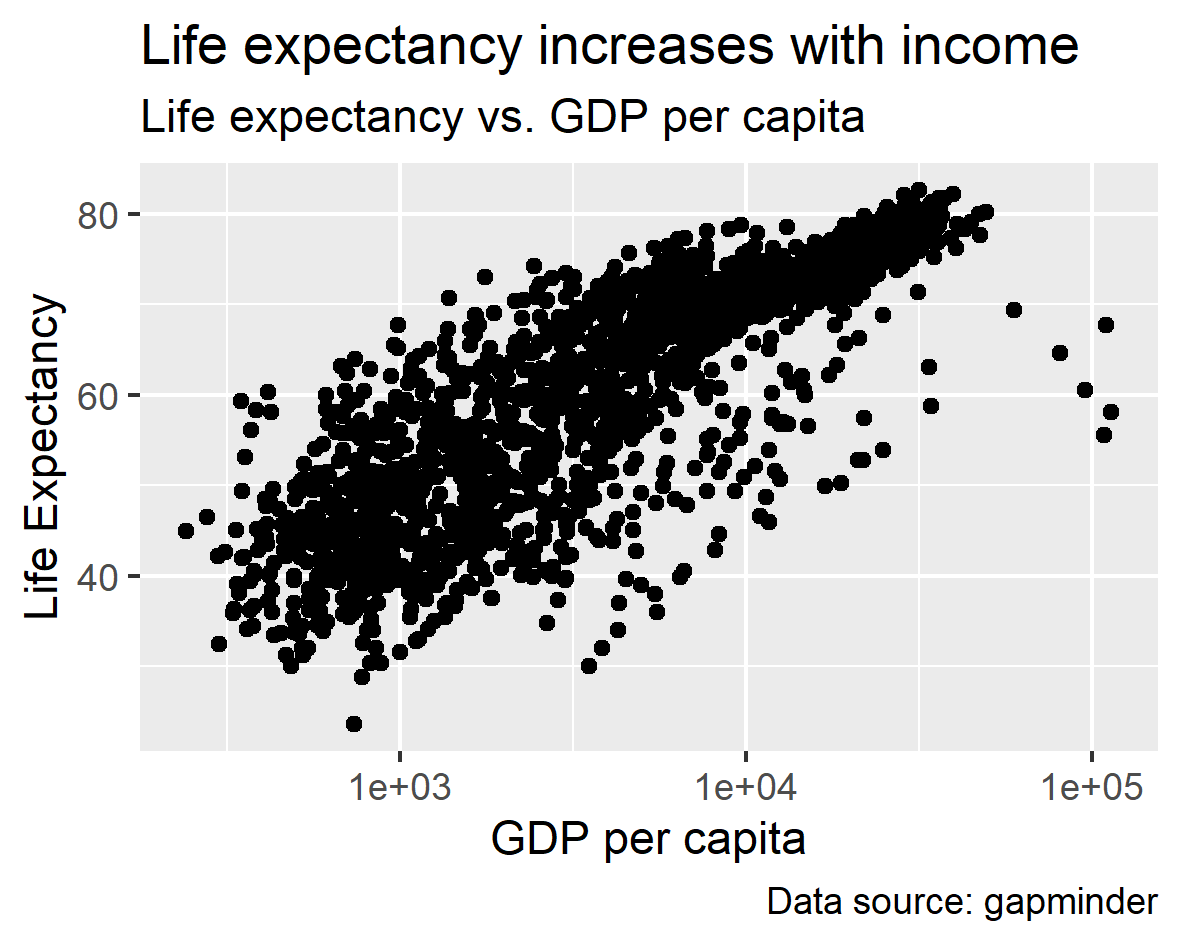 Life expectancy increases with income
Life expectancy vs. GDP per capita
80
60
40
Life Expectancy
1e+03 1e+04 1e+05
GDP per capita
Data source: gapminder